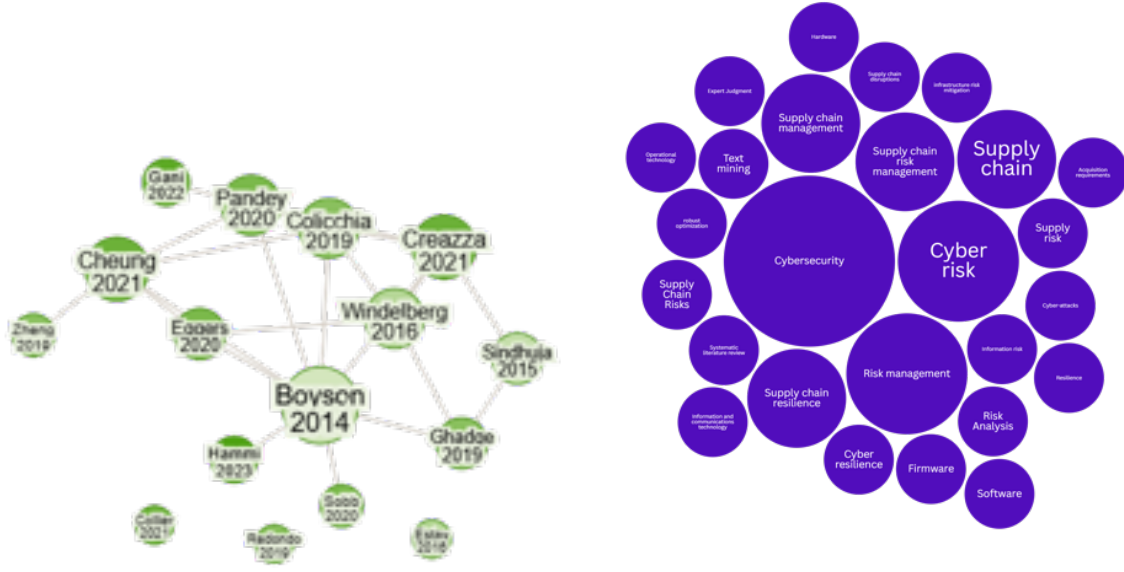 Gani
2022
Pandey
2020
Colicchia
2019
Creazza
2021
Cheung
2021
Windelberg
2016
Zheng
2019
Eggers
2020
Sindhuja
2015
Boyson
2014
Ghadge
2019
Hammi
2023
Sobb
2020
Collier
2021
Redondo
2019
2016
Hardware
Supply chain
disruptions
Infrastructure risk
mitigation
Expert Judgment
Supply chain
management
Supply chain
risk
management
Supply
chain
Operational
technology
Text
mining
Acquisition
requirements
robust
optimization
Supply
risk
Cybersecurity
Cyber
risk
Supply
Chain
Risks
Cyber-attacks
Systematic
literature review
Information risk
Risk management
Resilience
Supply chain
resilience
Information and
communications
technology
Risk
Analysis
Cyber
resilience
Firmware
Software